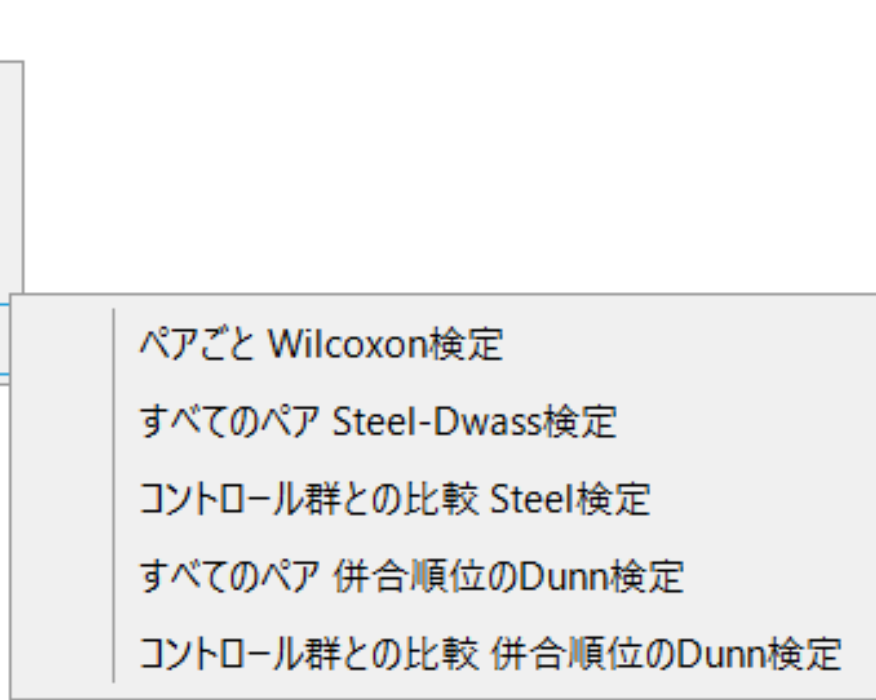 ペアごと Wilcoxon検定
すべてのペア Steel-Dwass検定
コントロール群との比較 Steel検定
すべてのペア 併合順位のDunn検定
コントロール群との比較 併合順位のDunn検定